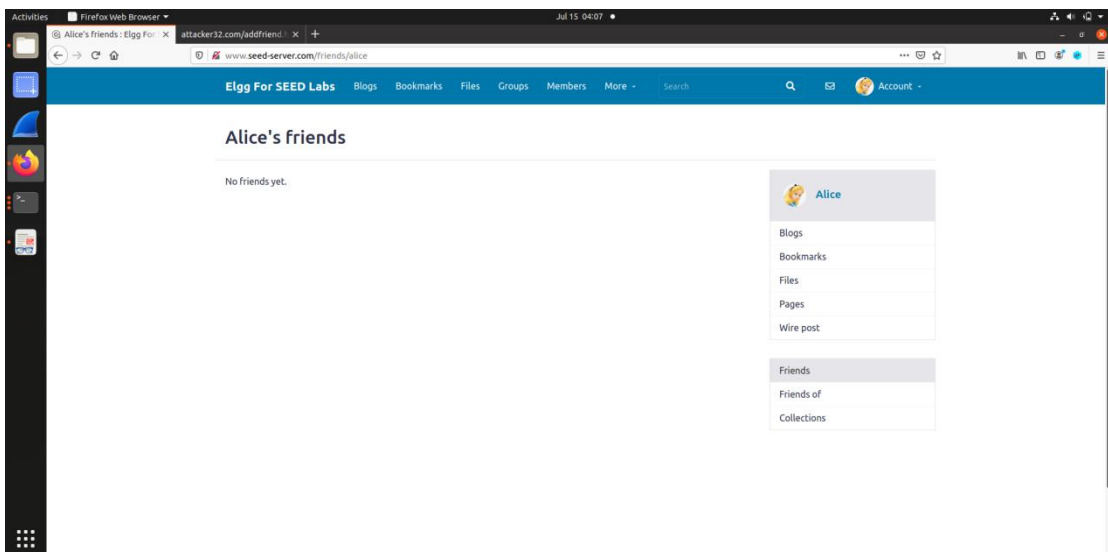 Activities Firefox Web Browser Jul 15 04:07
Alice's friends : Elgg For attacker32.com/addfriend.
www.seed-server.com/friends/alice
Elgg For SEED Labs Blogs Bookmarks Files Groups Members More Search Account
Alice's friends
No friends yet.
Alice
Blogs
Bookmarks
Files
Pages
Wire post
Friends
Friends of
Collections